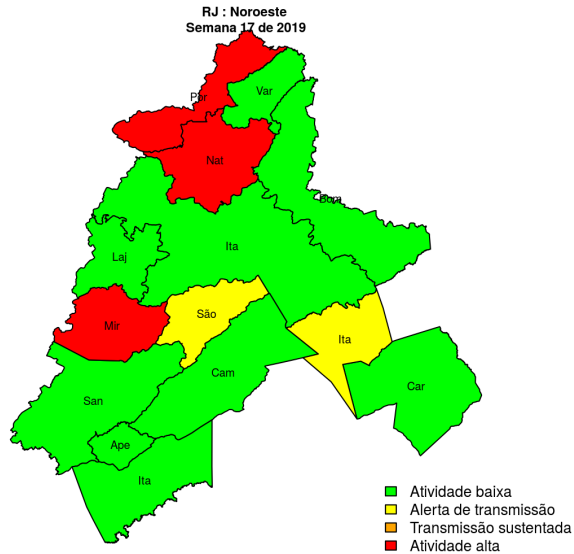 RJ : Noroeste
Semana 17 de 2019
Por
Var
Nat
Bom
Ita
Laj
São
Mir
Ita
Cam
Car
San
Ape
Ita
Atividade baixa
Alerta de transmissão
Transmissão sustentada
Atividade alta